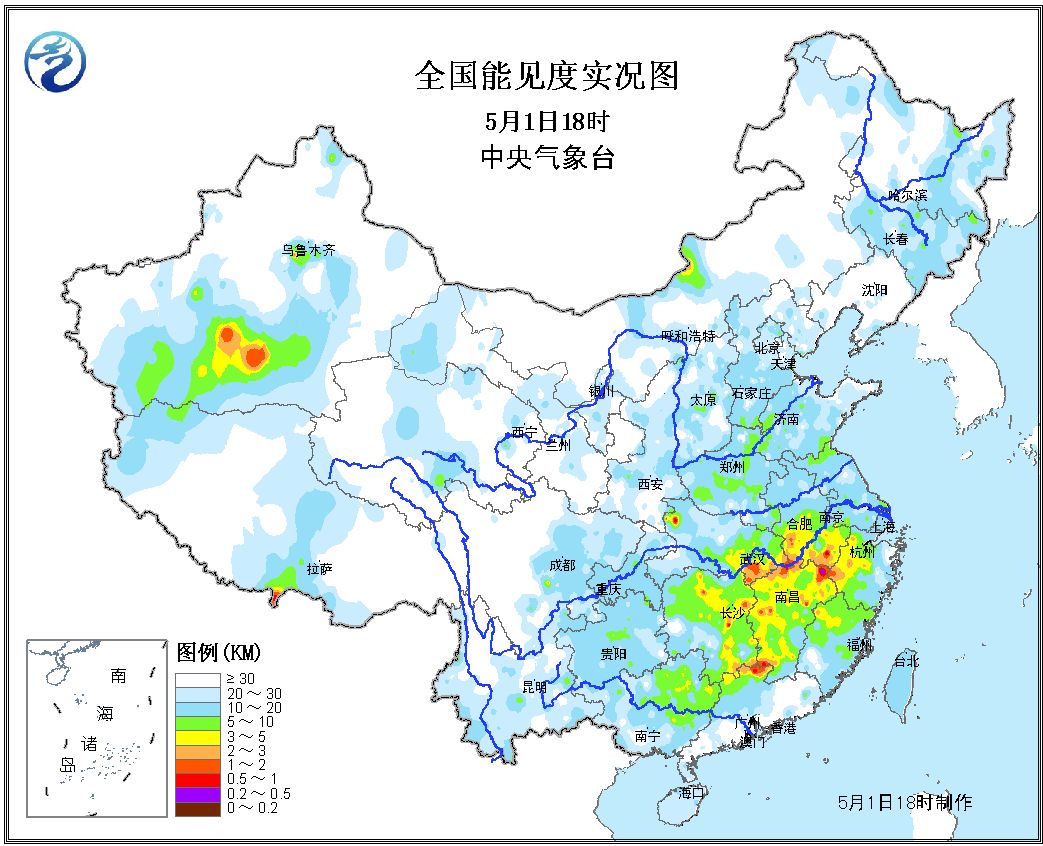 全国能见度实况图
5月1日18时
中央气象台
哈尔滨
长春
乌鲁木齐
沈阳
呼和浩特
北京
天津
银川
太原
石家庄
济南
西宁
兰州
郑州
西安
合肥
南京
上海
杭州
武汉
成都
拉萨
重庆
南昌
长沙
福州
贵阳
台北
昆明
广州
香港
澳门
南宁
海口
南
海
诸
岛
图例(KM)
≥30
20～30
10～20
5～10
3～5
2～3
1～2
0.5～1
0.2～0.5
0～0.2
5月1日18时制作